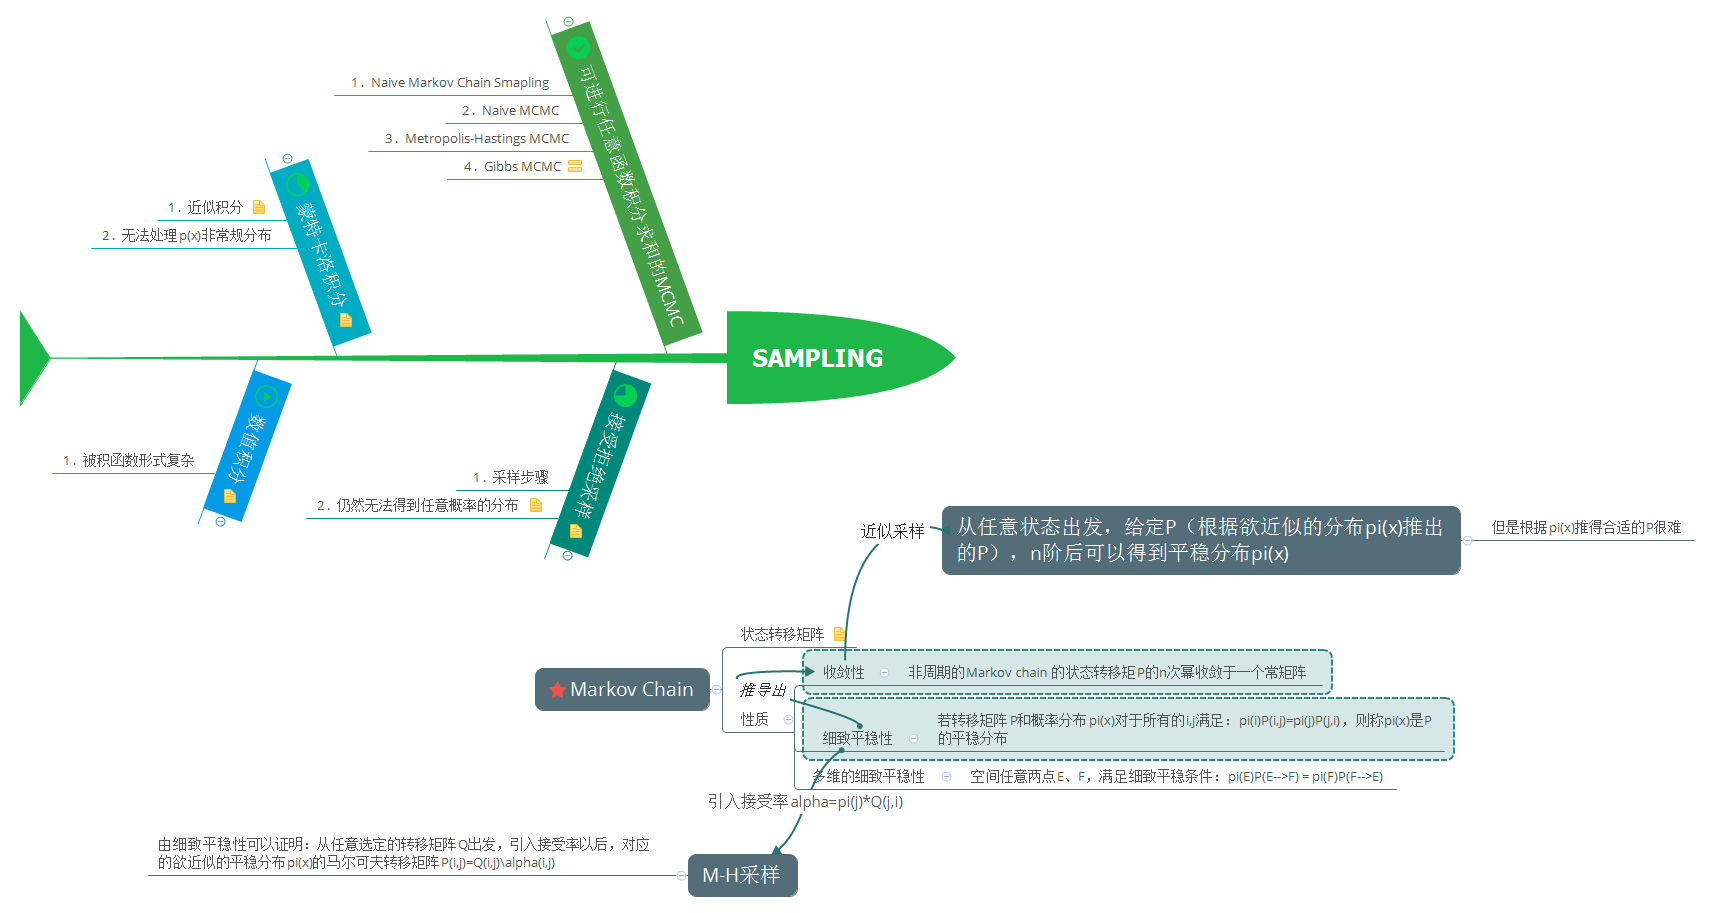 可进行任意函数积分求和的MCMC
1. Naive Markov Chain Smapling
2. Naive MCMC
3. Metropolis-Hastings MCMC
4. Gibbs MCMC
蒙特卡洛积分
1. 近似积分
2. 无法处理p(x)非常规分布
SAMPLING
数值积分
1. 被积函数形式复杂
接受拒绝采样
1. 采样步骤
2. 仍然无法得到任意概率的分布
近似采样
从任意状态出发，给定P（根据欲近似的分布pi(x)推出
的P），n阶后可以得到平稳分布pi(x)
但是根据pi(x)推得合适的P很难
Markov Chain
状态转移矩阵
推导出
性质
收敛性
非周期的Markov chain 的状态转移矩P的n次幂收敛于一个常矩阵
细致平稳性
若转移矩阵P和概率分布pi(x)对于所有的i,j满足：pi(i)P(i,j)=pi(j)P(j,i)，则称pi(x)是P
的平稳分布
多维的细致平稳性
空间任意两点E、F，满足细致平稳条件：pi(E)P(E-->F) = pi(F)P(F-->E)
引入接受率alpha=pi(j)*Q(j,i)
由细致平稳性可以证明：从任意选定的转移矩阵Q出发，引入接受率以后，对应
的欲近似的平稳分布pi(x)的马尔可夫转移矩阵P(i,j)=Q(i,j)\alpha(i,j)
M-H采样